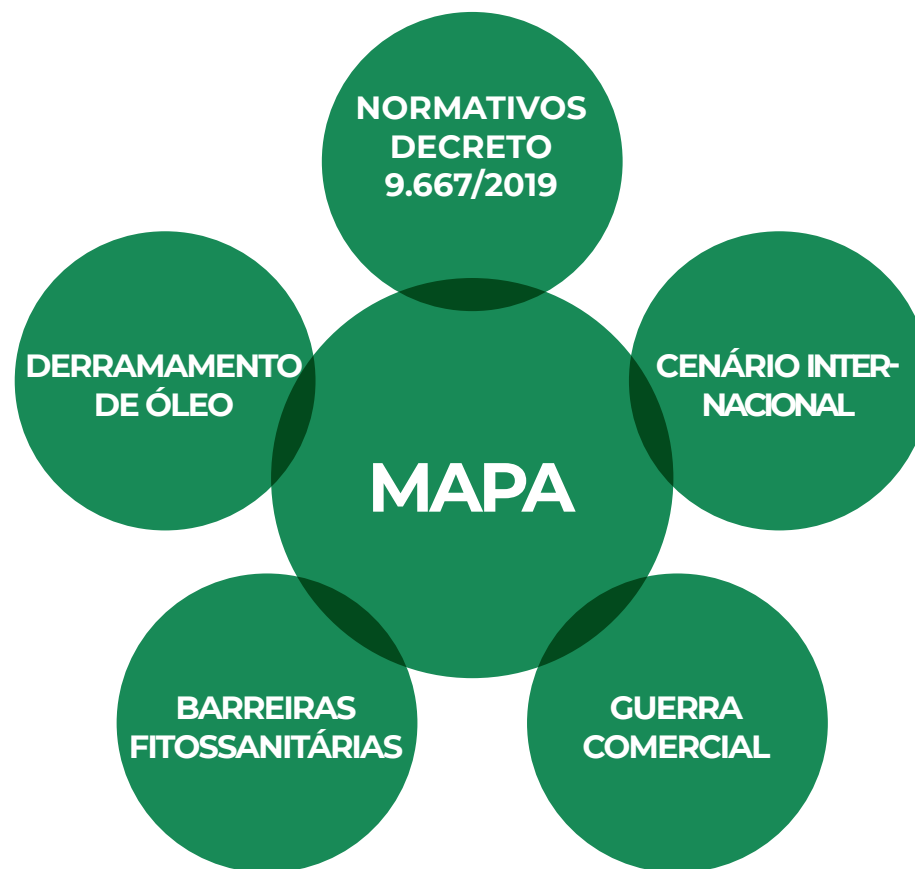 NORMATIVOS
DECRETO
9.667/2019
DERRAMAMENTO
DE ÓLEO
CENÁRIO INTER-
NACIONAL
MAPA
BARREIRAS
FITOSSANITÁRIAS
GUERRA
COMERCIAL